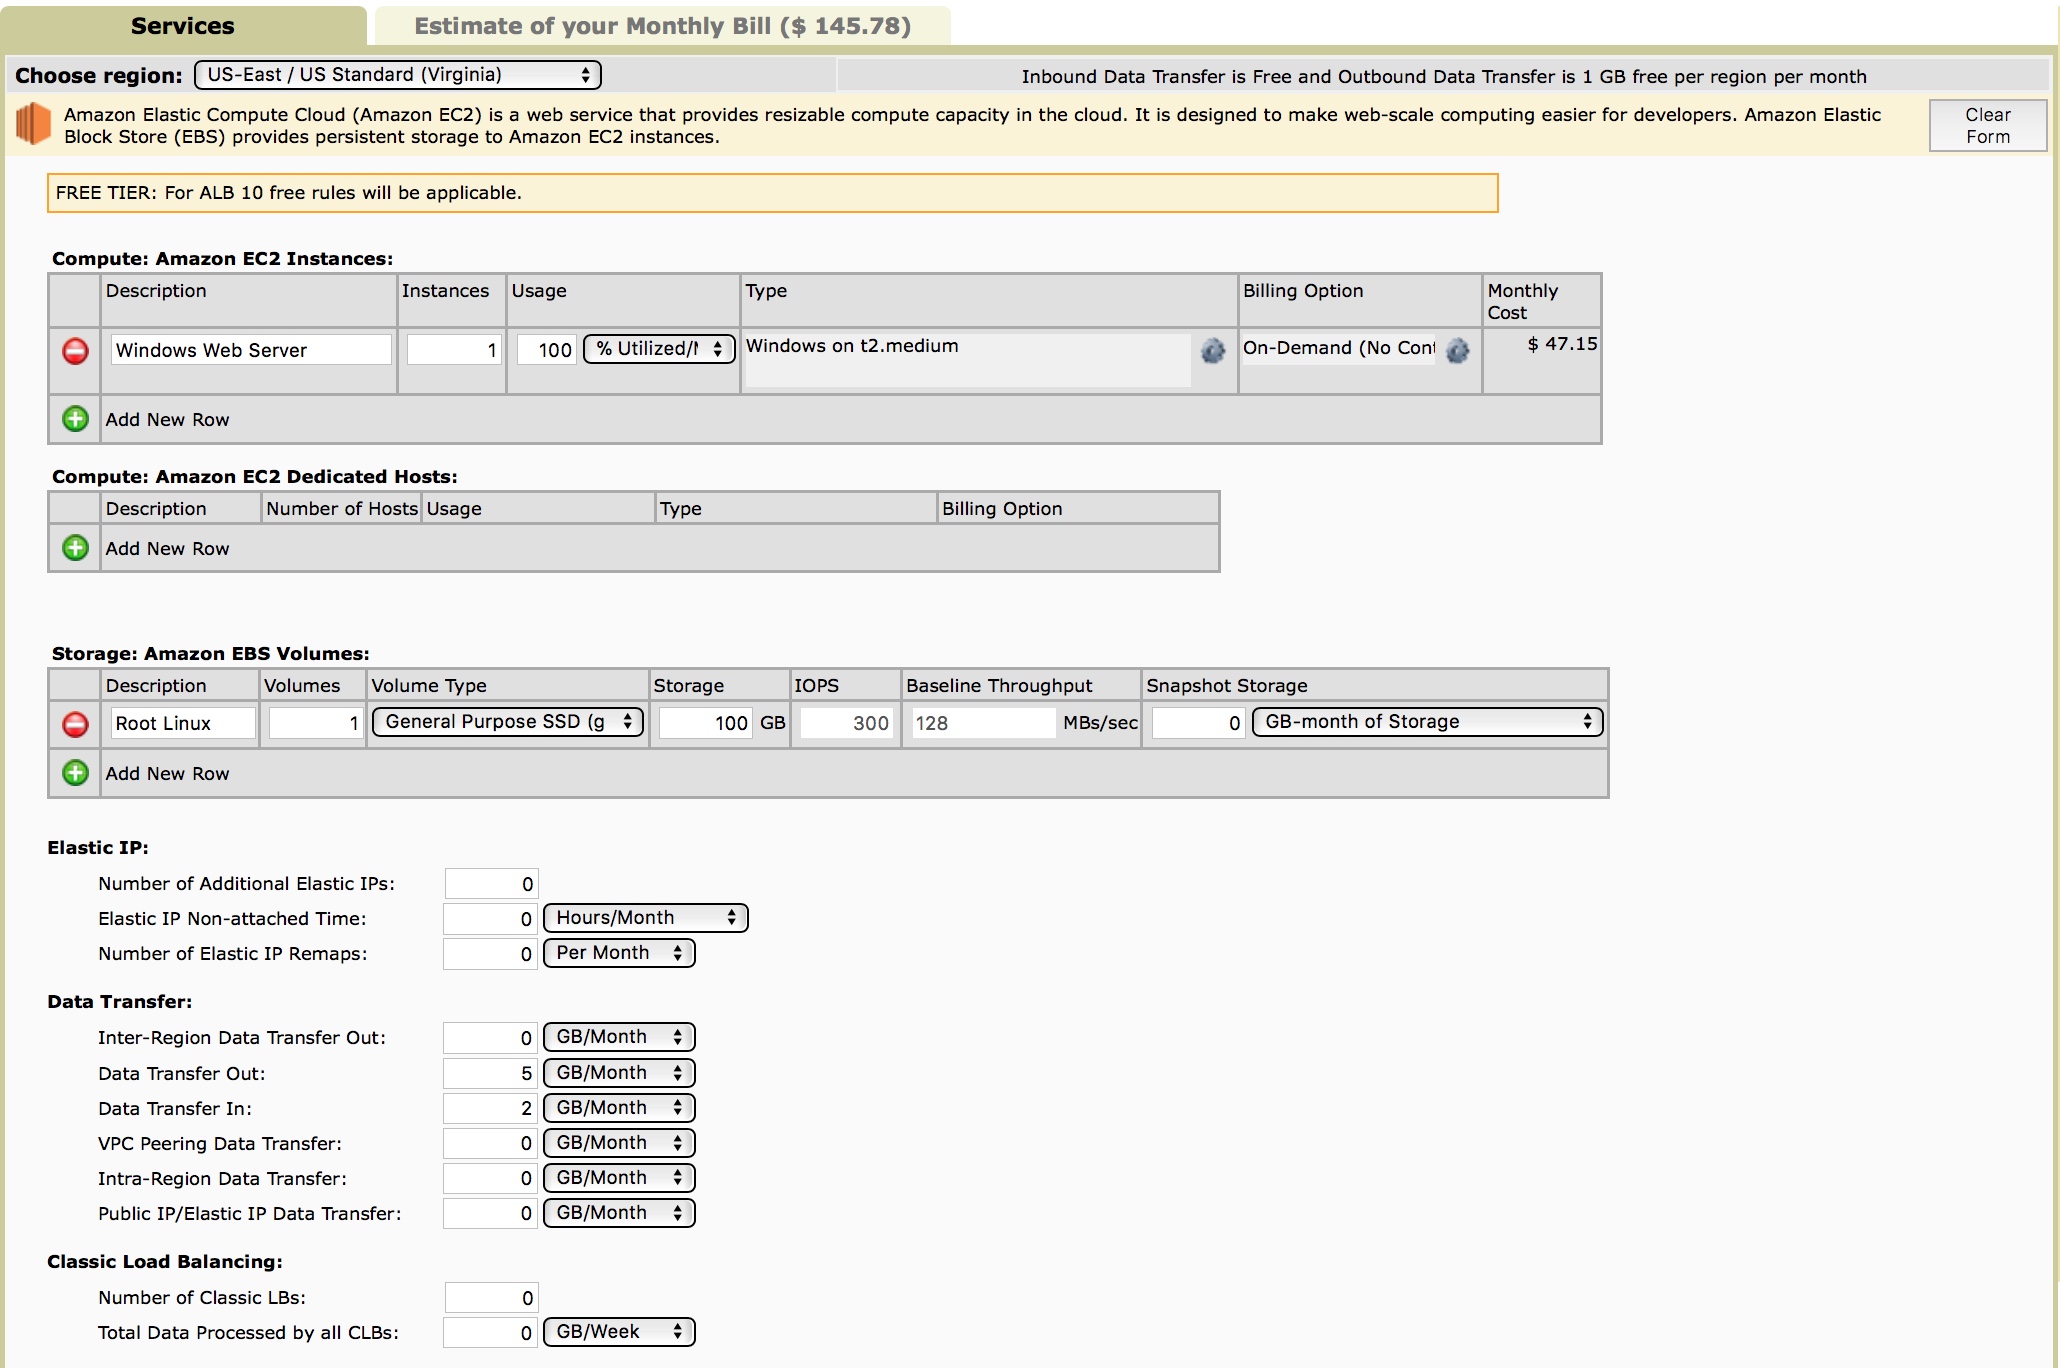 Services
Estimate of your Monthly Bill ($ 145.78)
Choose region: US-East / US Standard (Virginia)
Inbound Data Transfer is Free and Outbound Data Transfer is 1 GB free per region per month
Amazon Elastic Compute Cloud (Amazon EC2) is a web service that provides resizable compute capacity in the cloud. It is designed to make web-scale computing easier for developers. Amazon Elastic
Block Store (EBS) provides persistent storage to Amazon EC2 instances.
Clear
Form
FREE TIER: For ALB 10 free rules will be applicable.
Compute: Amazon EC2 Instances:
Description Instances Usage Type Billing Option Monthly
Cost
Windows Web Server 1 100 % Utilized/ Windows on t2.medium On-Demand (No Cont $ 47.15
Add New Row
Compute: Amazon EC2 Dedicated Hosts:
Description Number of Hosts Usage Type Billing Option
Add New Row
Storage: Amazon EBS Volumes:
Description Volumes Volume Type Storage IOPS Baseline Throughput Snapshot Storage
Root Linux 1 General Purpose SSD (g 100 GB 300 128 MBs/sec 0 GB-month of Storage
Add New Row
Elastic IP:
Number of Additional Elastic IPs: 0
Elastic IP Non-attached Time: 0 Hours/Month
Number of Elastic IP Remaps: 0 Per Month
Data Transfer:
Inter-Region Data Transfer Out: 0 GB/Month
Data Transfer Out: 5 GB/Month
Data Transfer In: 2 GB/Month
VPC Peering Data Transfer: 0 GB/Month
Intra-Region Data Transfer: 0 GB/Month
Public IP/Elastic IP Data Transfer: 0 GB/Month
Classic Load Balancing:
Number of Classic LBs: 0
Total Data Processed by all CLBs: 0 GB/Week